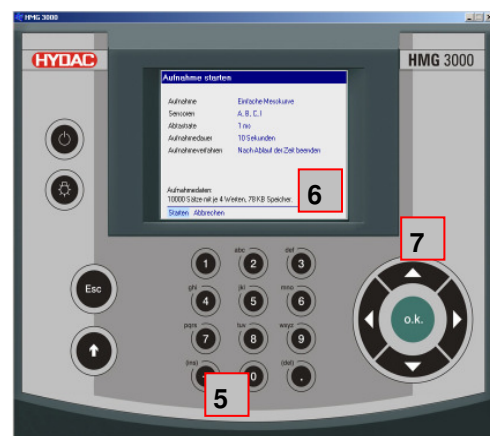 HMG 3000
HYDAC
HMG 3000
Aufnahme starten
Aufnahme Einfache Messkurve
Sensoren A, B, C, I
Abtastrate 1 ms
Aufnahmedauer 10 Sekunden
Aufnahmeverfahren Nach Ablauf der Zeit beenden
Aufnahmedaten:
10000 Sätze mit je 4 Werten, 78 KB Speicher.
Starten Abbrechen
6
7
abc def
1 2 3
Esc
ghi jkl mno
4 5 6
o.k.
pqrs tuv wxyz
7 8 9
(ins) (del)
0 .
5